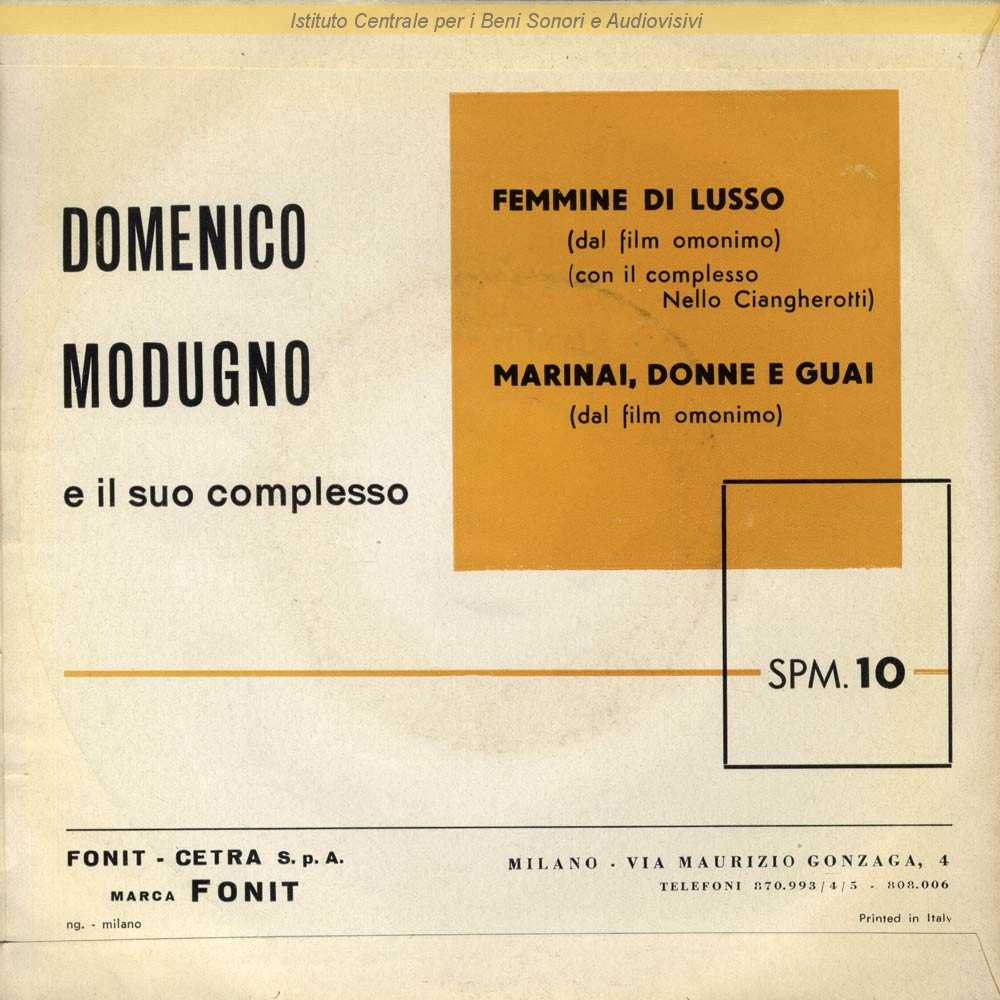 Istituto Centrale per i Beni Sonori e Audiovisivi
DOMENICO
MODUGNO
e il suo complesso
FEMMINE DI LUSSO
(dal film omonimo)
(con il complesso
Nello Ciangherotti)
MARINAI, DONNE E GUAI
(dal film omonimo)
SPM. 10
FONIT - CETRA S. p. A.
MARCA FONIT
ng. - milano
MILANO - VIA MAURIZIO GONZAGA, 4
TELEFONI 870.993/4/5 - 808.006
Printed in Italy